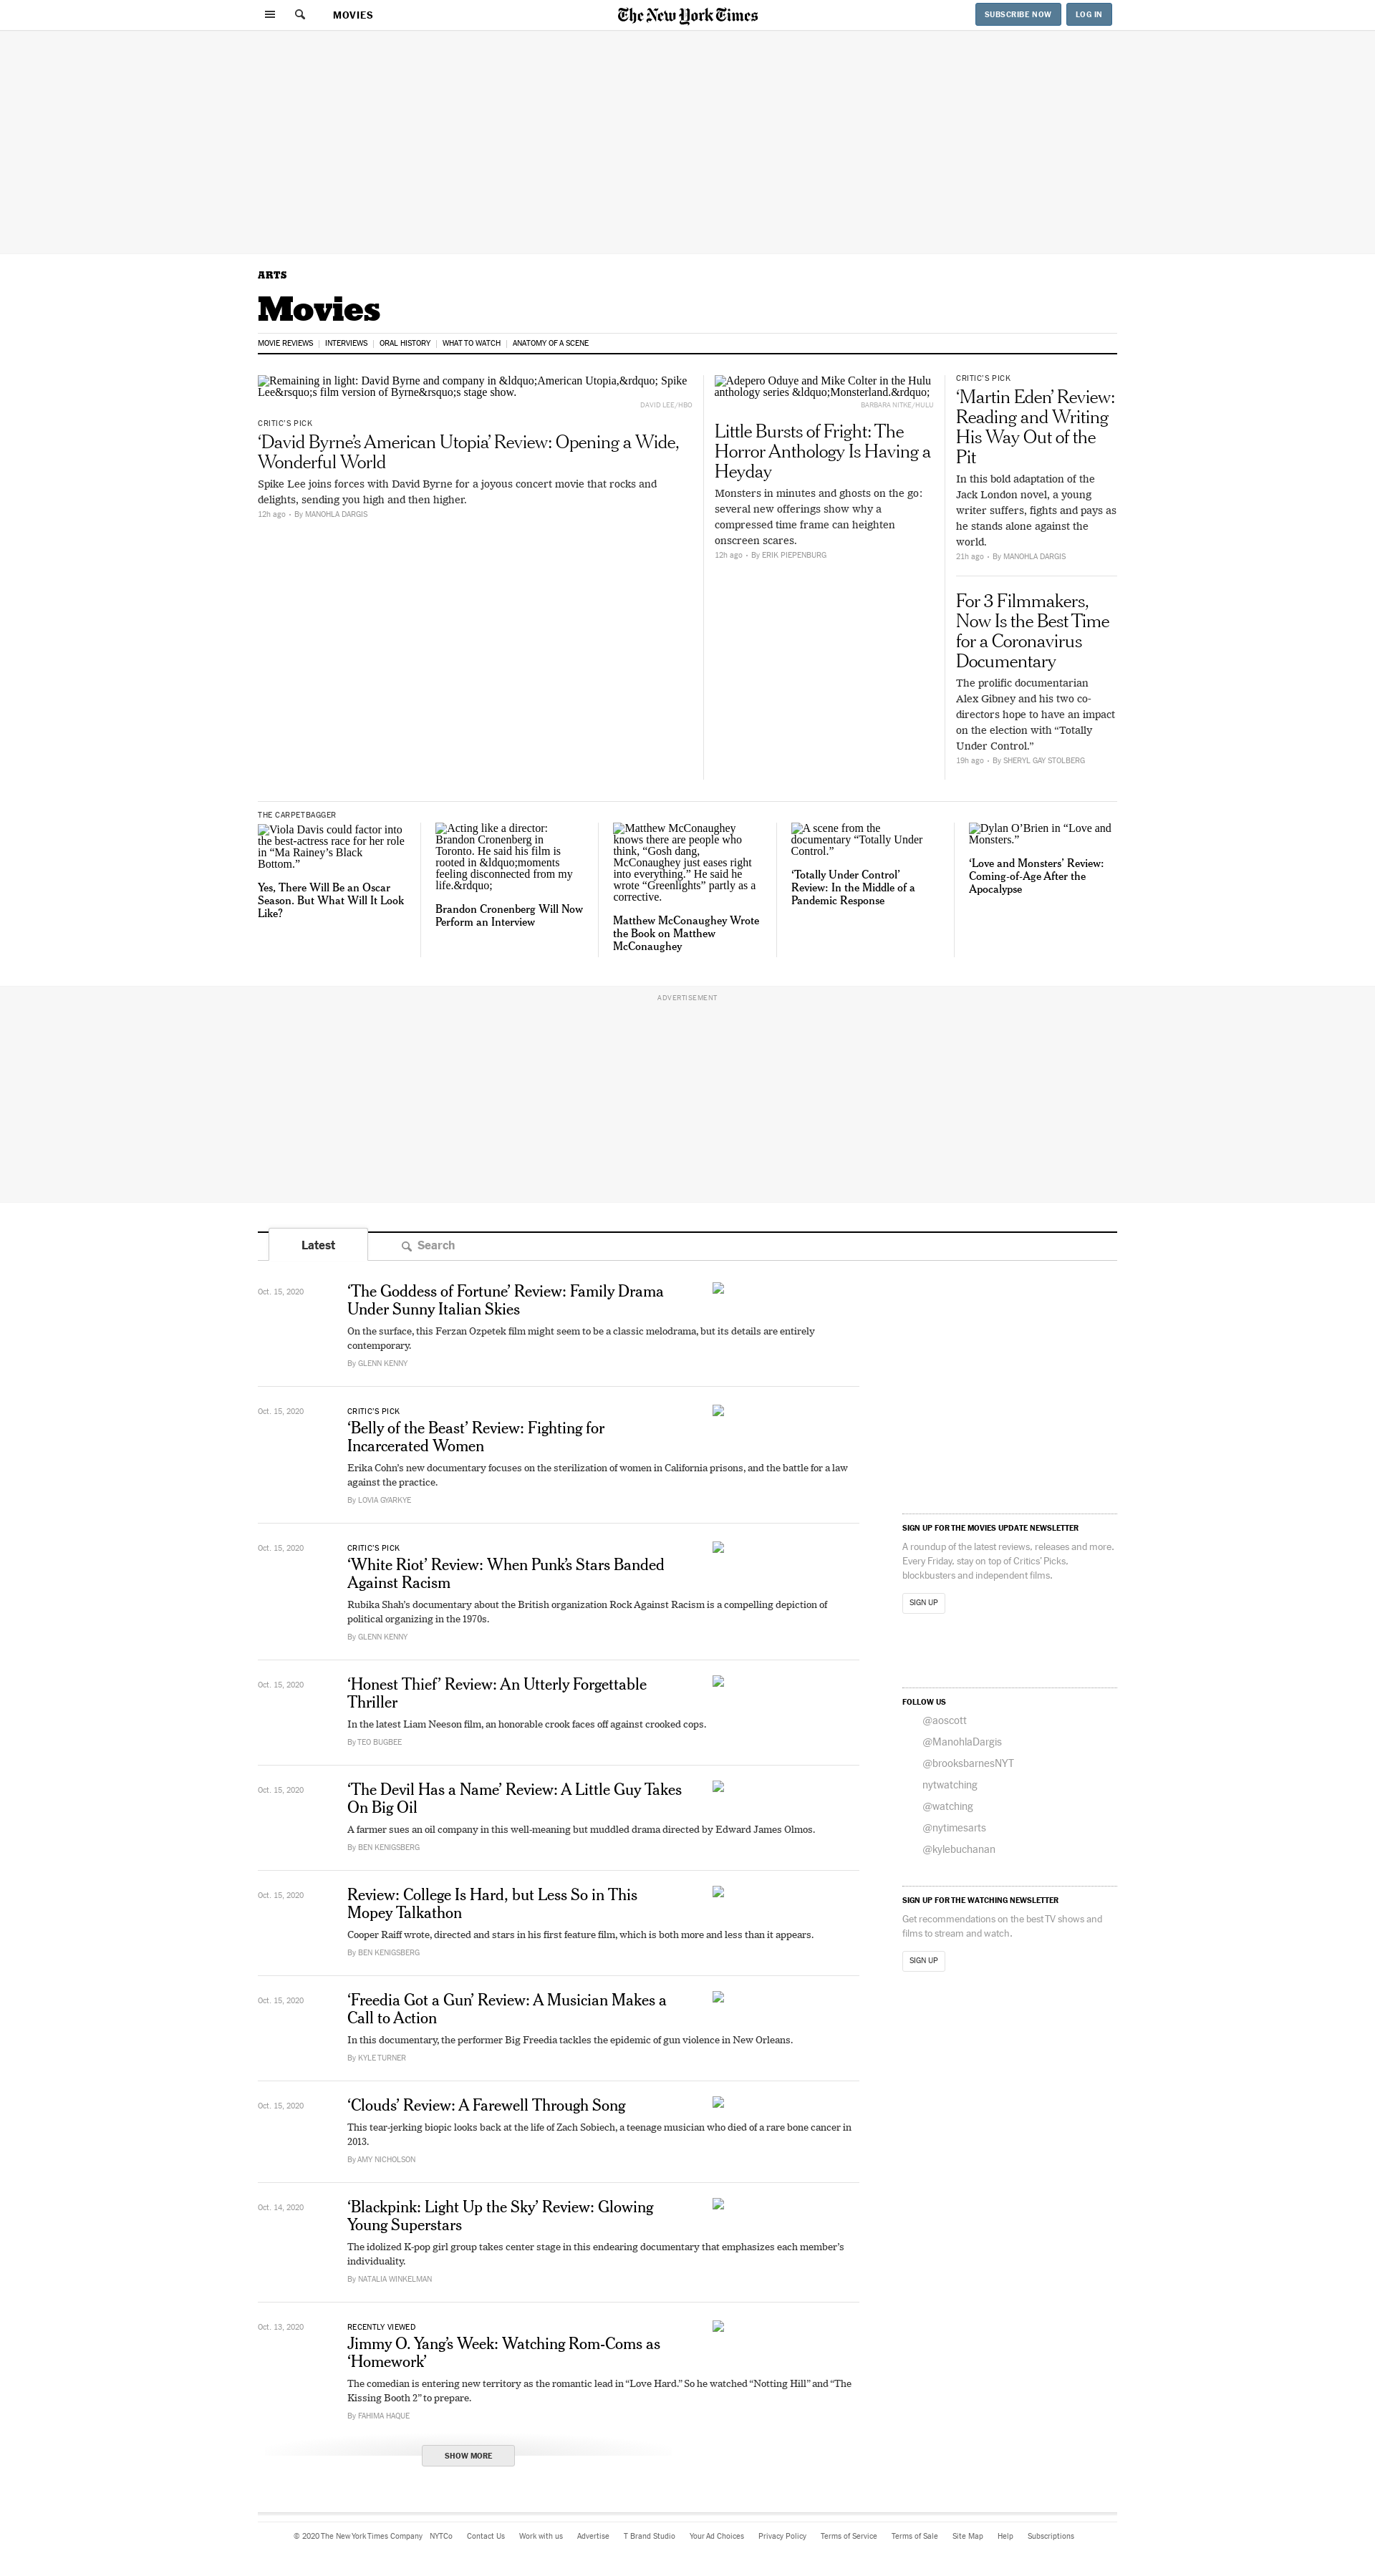 MOVIES
The New York Times
SUBSCRIBE NOW
LOG IN
ARTS
Movies
MOVIE REVIEWS
INTERVIEWS
ORAL HISTORY
WHAT TO WATCH
ANATOMY OF A SCENE
Remaining in light: David Byrne and company in &ldquo;American Utopia,&rdquo; Spike
Lee&rsquo;s film version of Byrne&rsquo;s stage show.
DAVID LEE/HBO
CRITIC'S PICK
‘David Byrne’s American Utopia’ Review: Opening a Wide,
Wonderful World
Spike Lee joins forces with David Byrne for a joyous concert movie that rocks and
delights, sending you high and then higher.
12h ago • By MANOHLA DARGIS
Adepero Oduye and Mike Colter in the Hulu
anthology series &ldquo;Monsterland.&rdquo;
BARBARA NITKE/HULU
Little Bursts of Fright: The
Horror Anthology Is Having a
Heyday
Monsters in minutes and ghosts on the go:
several new offerings show why a
compressed time frame can heighten
onscreen scares.
12h ago • By ERIK PIEPENBURG
CRITIC'S PICK
‘Martin Eden’ Review:
Reading and Writing
His Way Out of the
Pit
In this bold adaptation of the
Jack London novel, a young
writer suffers, fights and pays as
he stands alone against the
world.
21h ago • By MANOHLA DARGIS
For 3 Filmmakers,
Now Is the Best Time
for a Coronavirus
Documentary
The prolific documentarian
Alex Gibney and his two co-
directors hope to have an impact
on the election with “Totally
Under Control.”
19h ago • By SHERYL GAY STOLBERG
THE CARPETBAGGER
Viola Davis could factor into
the best-actress race for her role
in “Ma Rainey’s Black
Bottom.”
Yes, There Will Be an Oscar
Season. But What Will It Look
Like?
Acting like a director:
Brandon Cronenberg in
Toronto. He said his film is
rooted in &ldquo;moments
feeling disconnected from my
life.&rdquo;
Brandon Cronenberg Will Now
Perform an Interview
Matthew McConaughey
knows there are people who
think, “Gosh dang,
McConaughey just eases right
into everything.” He said he
wrote “Greenlights” partly as a
corrective.
Matthew McConaughey Wrote
the Book on Matthew
McConaughey
A scene from the
documentary “Totally Under
Control.”
‘Totally Under Control’
Review: In the Middle of a
Pandemic Response
Dylan O’Brien in “Love and
Monsters.”
‘Love and Monsters’ Review:
Coming-of-Age After the
Apocalypse
ADVERTISEMENT
Latest
Search
Oct. 15, 2020
‘The Goddess of Fortune’ Review: Family Drama
Under Sunny Italian Skies
On the surface, this Ferzan Ozpetek film might seem to be a classic melodrama, but its details are entirely
contemporary.
By GLENN KENNY
Oct. 15, 2020
CRITIC'S PICK
‘Belly of the Beast’ Review: Fighting for
Incarcerated Women
Erika Cohn’s new documentary focuses on the sterilization of women in California prisons, and the battle for a law
against the practice.
By LOVIA GYARKYE
Oct. 15, 2020
CRITIC'S PICK
‘White Riot’ Review: When Punk’s Stars Banded
Against Racism
Rubika Shah’s documentary about the British organization Rock Against Racism is a compelling depiction of
political organizing in the 1970s.
By GLENN KENNY
Oct. 15, 2020
‘Honest Thief’ Review: An Utterly Forgettable
Thriller
In the latest Liam Neeson film, an honorable crook faces off against crooked cops.
By TEO BUGBEE
Oct. 15, 2020
‘The Devil Has a Name’ Review: A Little Guy Takes
On Big Oil
A farmer sues an oil company in this well-meaning but muddled drama directed by Edward James Olmos.
By BEN KENIGSBERG
Oct. 15, 2020
Review: College Is Hard, but Less So in This
Mopey Talkathon
Cooper Raiff wrote, directed and stars in his first feature film, which is both more and less than it appears.
By BEN KENIGSBERG
Oct. 15, 2020
‘Freedia Got a Gun’ Review: A Musician Makes a
Call to Action
In this documentary, the performer Big Freedia tackles the epidemic of gun violence in New Orleans.
By KYLE TURNER
Oct. 15, 2020
‘Clouds’ Review: A Farewell Through Song
This tear-jerking biopic looks back at the life of Zach Sobiech, a teenage musician who died of a rare bone cancer in
2013.
By AMY NICHOLSON
Oct. 14, 2020
‘Blackpink: Light Up the Sky’ Review: Glowing
Young Superstars
The idolized K-pop girl group takes center stage in this endearing documentary that emphasizes each member’s
individuality.
By NATALIA WINKELMAN
Oct. 13, 2020
RECENTLY VIEWED
Jimmy O. Yang’s Week: Watching Rom-Coms as
‘Homework’
The comedian is entering new territory as the romantic lead in “Love Hard.” So he watched “Notting Hill” and “The
Kissing Booth 2” to prepare.
By FAHIMA HAQUE
SHOW MORE
SIGN UP FOR THE MOVIES UPDATE NEWSLETTER
A roundup of the latest reviews, releases and more.
Every Friday, stay on top of Critics’ Picks,
blockbusters and independent films.
SIGN UP
FOLLOW US
@aoscott
@ManohlaDargis
@brooksbarnesNYT
nytwatching
@watching
@nytimesarts
@kylebuchanan
SIGN UP FOR THE WATCHING NEWSLETTER
Get recommendations on the best TV shows and
films to stream and watch.
SIGN UP
© 2020 The New York Times Company
NYTCo
Contact Us
Work with us
Advertise
T Brand Studio
Your Ad Choices
Privacy Policy
Terms of Service
Terms of Sale
Site Map
Help
Subscriptions